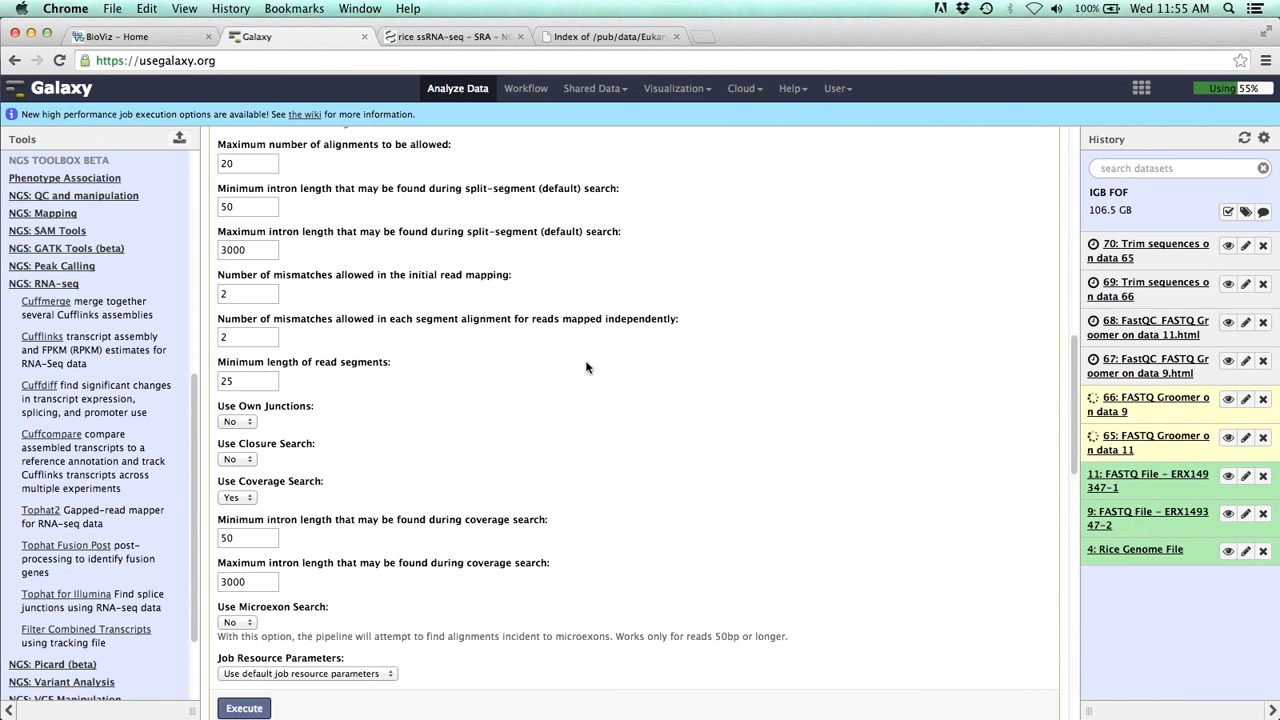 Chrome File Edit View History Bookmarks Window Help 100% Wed 11:55 AM
BioViz - Home Galaxy rice ssRNA-seq - SRA - NC Index of /pub/data/Eukar
https://usegalaxy.org
Galaxy Analyze Data Workflow Shared Data Visualization Cloud Help User Using 55%
New high performance job execution options are available! See the wiki for more information.
Tools
NGS TOOLBOX BETA
Phenotype Association
NGS: QC and manipulation
NGS: Mapping
NGS: SAM Tools
NGS: GATK Tools (beta)
NGS: Peak Calling
NGS: RNA-seq
Cuffmerge merge together
several Cufflinks assemblies
Cufflinks transcript assembly
and FPKM (RPKM) estimates for
RNA-Seq data
Cuffdiff find significant changes
in transcript expression,
splicing, and promoter use
Cuffcompare compare
assembled transcripts to a
reference annotation and track
Cufflinks transcripts across
multiple experiments
Tophat2 Gapped-read mapper
for RNA-seq data
Tophat Fusion Post post-
processing to identify fusion
genes
Tophat for Illumina Find splice
junctions using RNA-seq data
Filter Combined Transcripts
using tracking file
NGS: Picard (beta)
NGS: Variant Analysis
NGS: VCF Manipulation
Maximum number of alignments to be allowed:
20
Minimum intron length that may be found during split-segment (default) search:
50
Maximum intron length that may be found during split-segment (default) search:
3000
Number of mismatches allowed in the initial read mapping:
2
Number of mismatches allowed in each segment alignment for reads mapped independently:
2
Minimum length of read segments:
25
Use Own Junctions:
No
Use Closure Search:
No
Use Coverage Search:
Yes
Minimum intron length that may be found during coverage search:
50
Maximum intron length that may be found during coverage search:
3000
Use Microexon Search:
No
With this option, the pipeline will attempt to find alignments incident to microexons. Works only for reads 50bp or longer.
Job Resource Parameters:
Use default job resource parameters
Execute
History
search datasets
IGB FOF
106.5 GB
70: Trim sequences o
n data 65
69: Trim sequences o
n data 66
68: FastQC_FASTQ Gr
oomer on data 11.html
67: FastQC_FASTQ Gr
oomer on data 9.html
66: FASTQ Groomer o
n data 9
65: FASTQ Groomer o
n data 11
11: FASTQ File - ERX149
347-1
9: FASTQ File - ERX1493
47-2
4: Rice Genome File